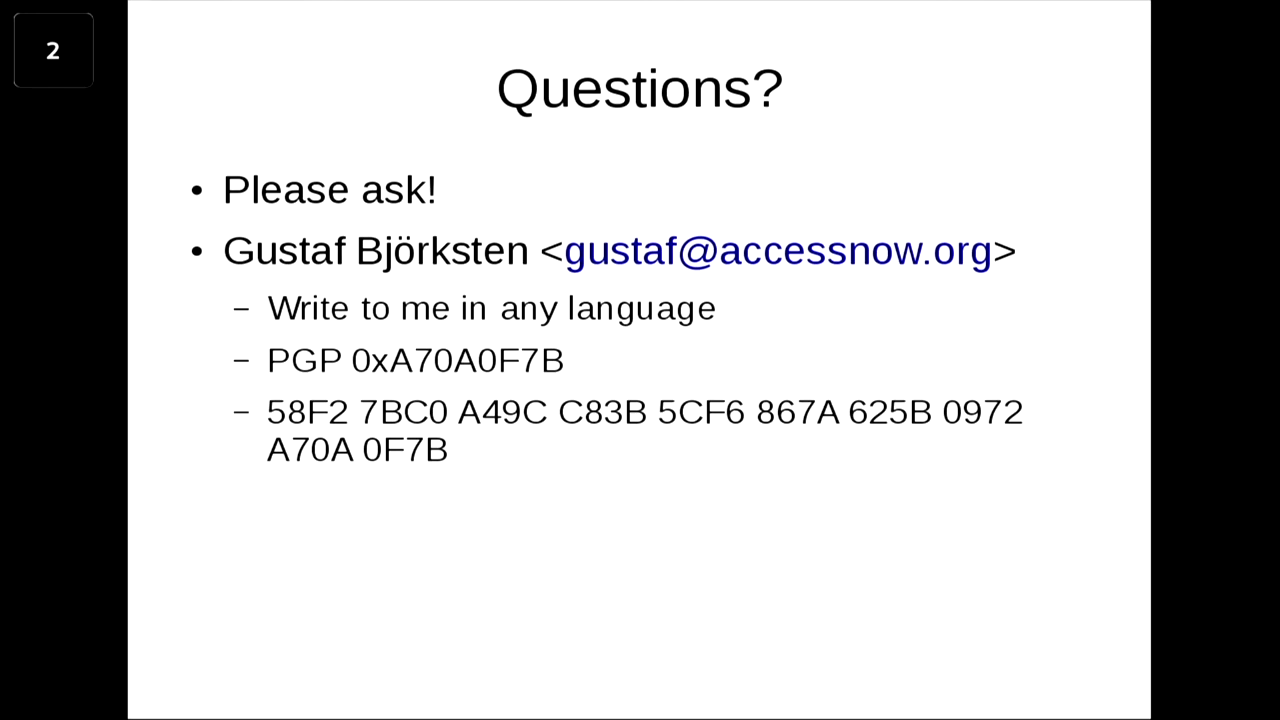 2
Questions?
• Please ask!
• Gustaf Björksten <gustaf@accessnow.org>
– Write to me in any language
– PGP 0xA70A0F7B
– 58F2 7BC0 A49C C83B 5CF6 867A 625B 0972
A70A 0F7B